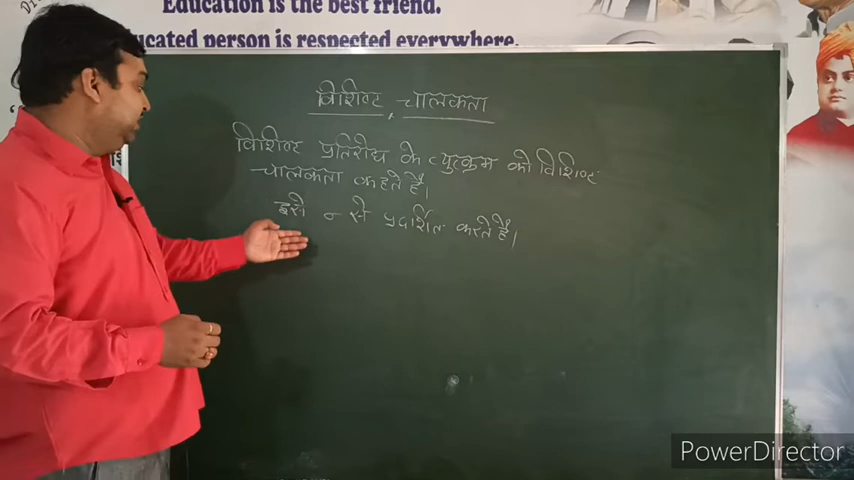 Education is the best friend.
ucated person is respected everywhere.
विशिष्ट चालकता
विशिष्ट प्रतिरोध के व्युत्क्रम को विशिष्ट
चालकता कहते है।
इसे σ से प्रदर्शित करते है।
PowerDirector